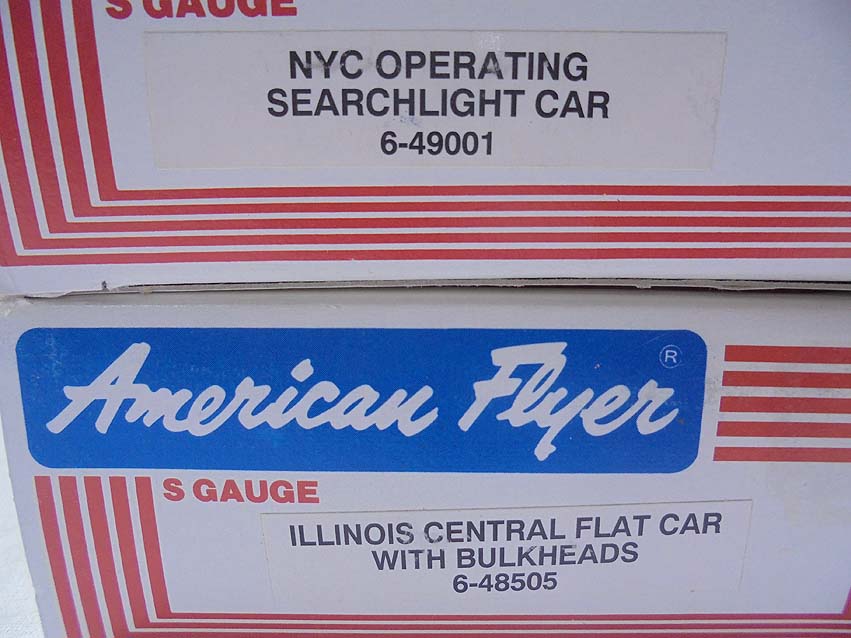 S GAUGE
NYC OPERATING
SEARCHLIGHT CAR
6-49001
American Flyer ®
S GAUGE
ILLINOIS CENTRAL FLAT CAR
WITH BULKHEADS
6-48505